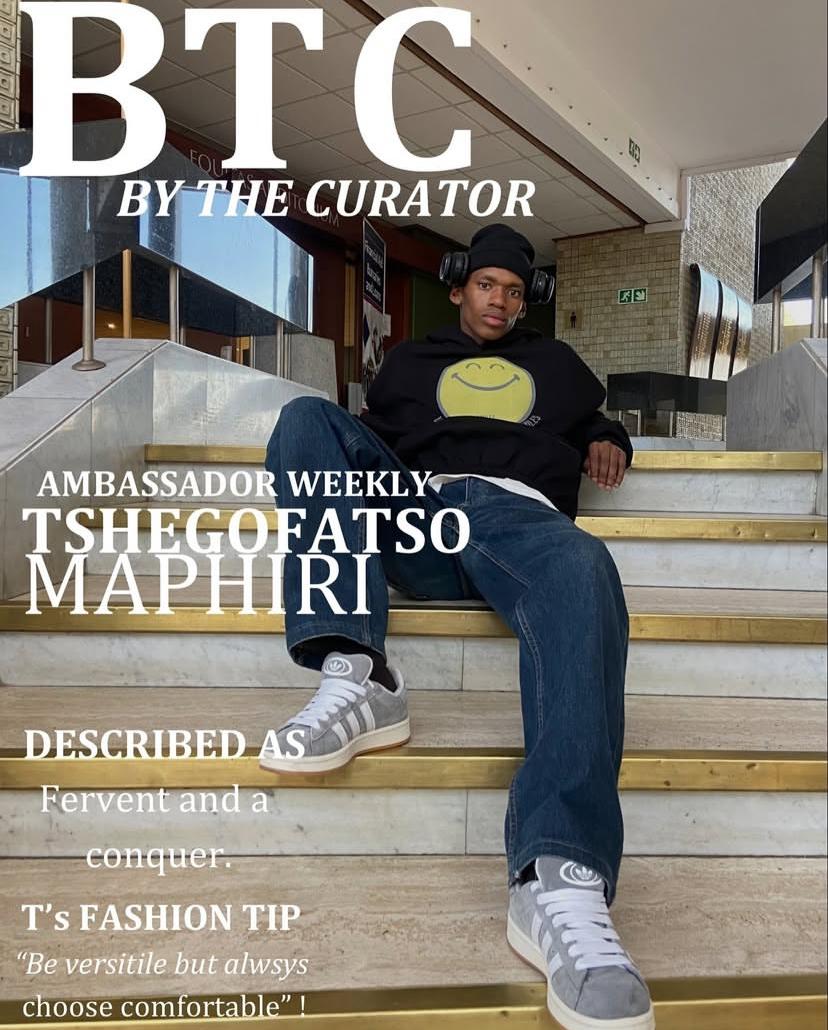 BTC
BY THE CURATOR
AMBASSADOR WEEKLY
TSHEGOFATSO
MAPHIRI
DESCRIBED AS
Fervent and a
conquer.
T's FASHION TIP
"Be versitile but alwsys
choose comfortable" !